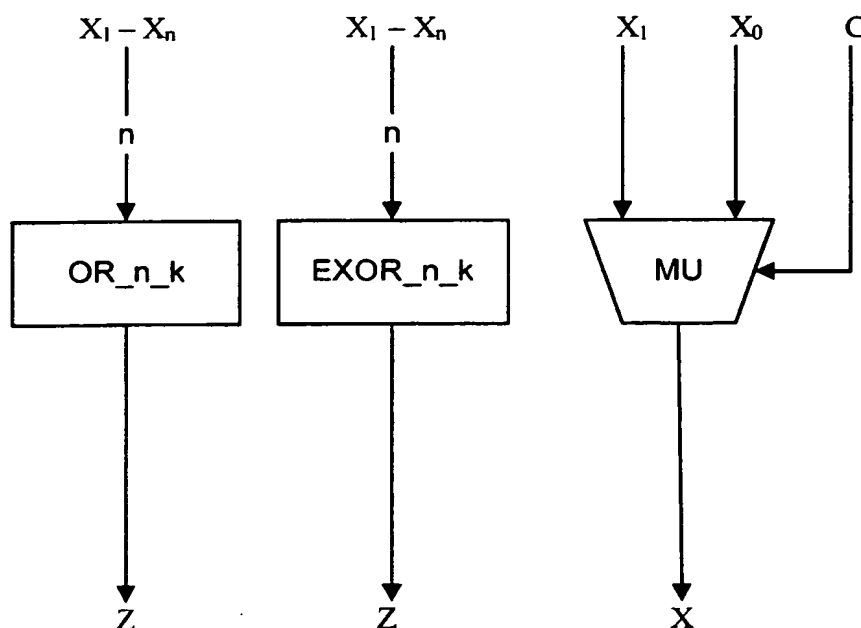 X₁ – Xₙ X₁ – Xₙ X₁ X₀ C
n n
OR_n_k EXOR_n_k MU
Z Z X